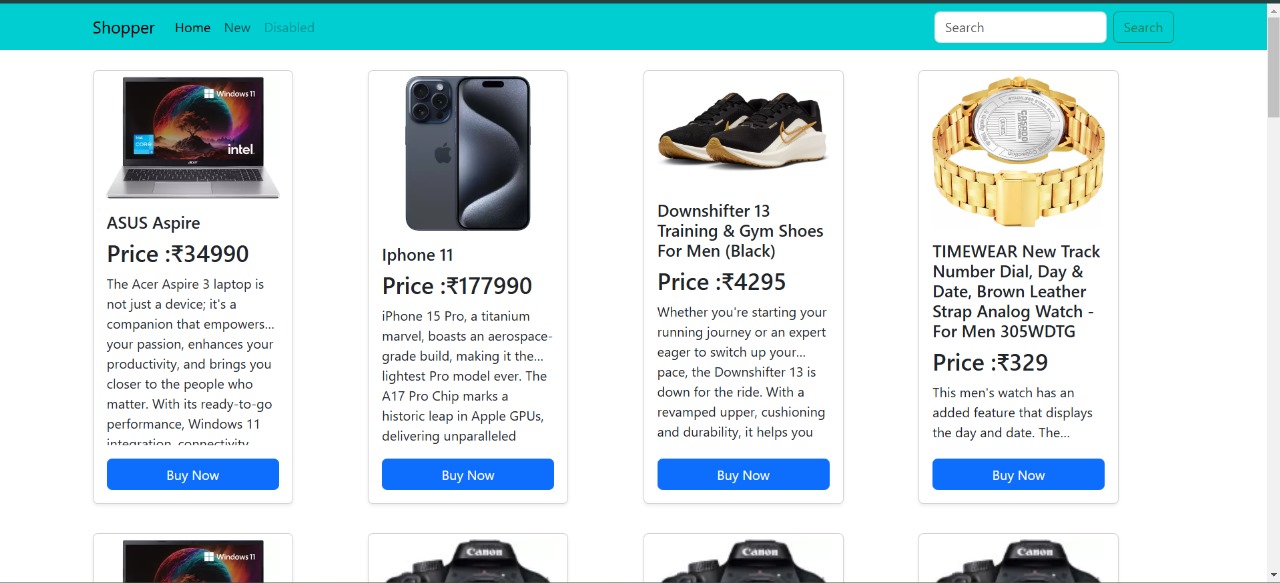 Shopper Home New Disabled Search Search
Windows 11
intel
CORE
intel.
acer
ASUS Aspire
Price :₹34990
The Acer Aspire 3 laptop is
not just a device; it's a
companion that empowers...
your passion, enhances your
productivity, and brings you
closer to the people who
matter. With its ready-to-go
performance, Windows 11
integration, connectivity
Buy Now
Iphone 11
Price :₹177990
iPhone 15 Pro, a titanium
marvel, boasts an aerospace-
grade build, making it the...
lightest Pro model ever. The
A17 Pro Chip marks a
historic leap in Apple GPUs,
delivering unparalleled
Buy Now
Downshifter 13
Training & Gym Shoes
For Men (Black)
Price :₹4295
Whether you're starting your
running journey or an expert
eager to switch up your...
pace, the Downshifter 13 is
down for the ride. With a
revamped upper, cushioning
and durability, it helps you
Buy Now
TIMEWEAR New Track
Number Dial, Day &
Date, Brown Leather
Strap Analog Watch -
For Men 305WDTG
Price :₹329
This men's watch has an
added feature that displays
the day and date. The...
Buy Now
Windows 11
Canon
Canon
Canon